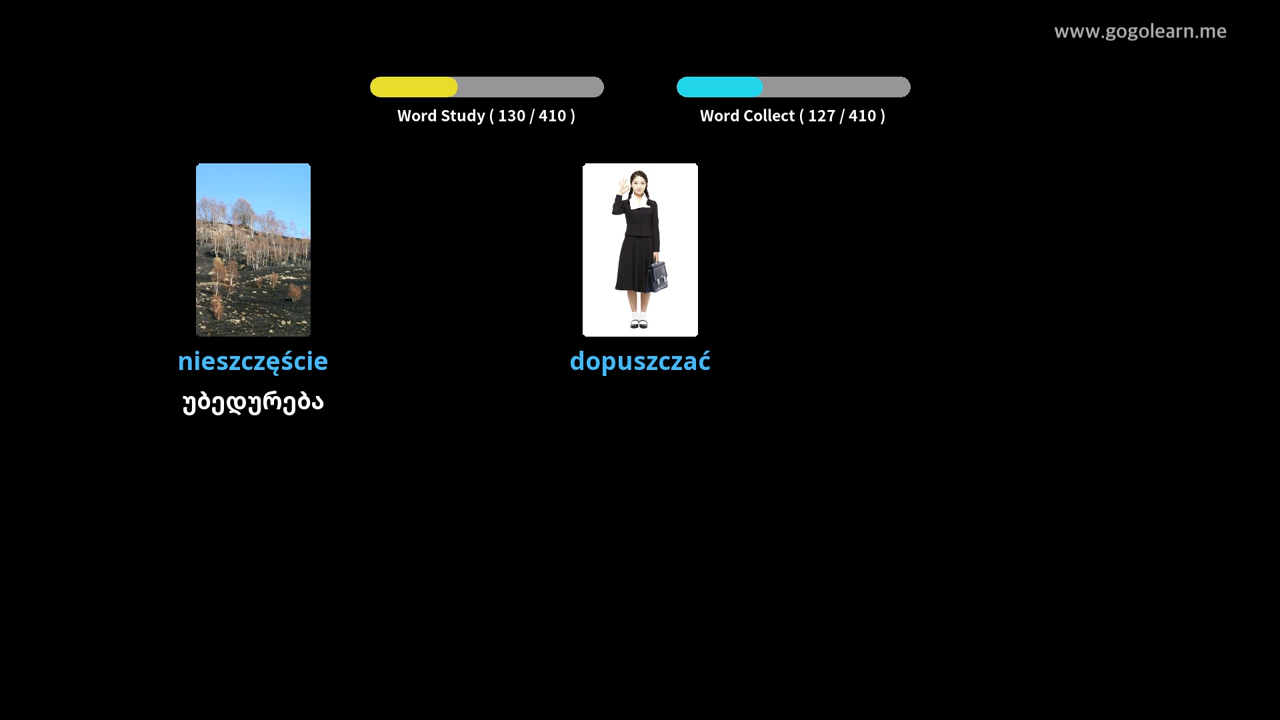 www.gogolearn.me
Word Study ( 130 / 410 )
Word Collect ( 127 / 410 )
nieszczęście
dopuszczać
უბედურება